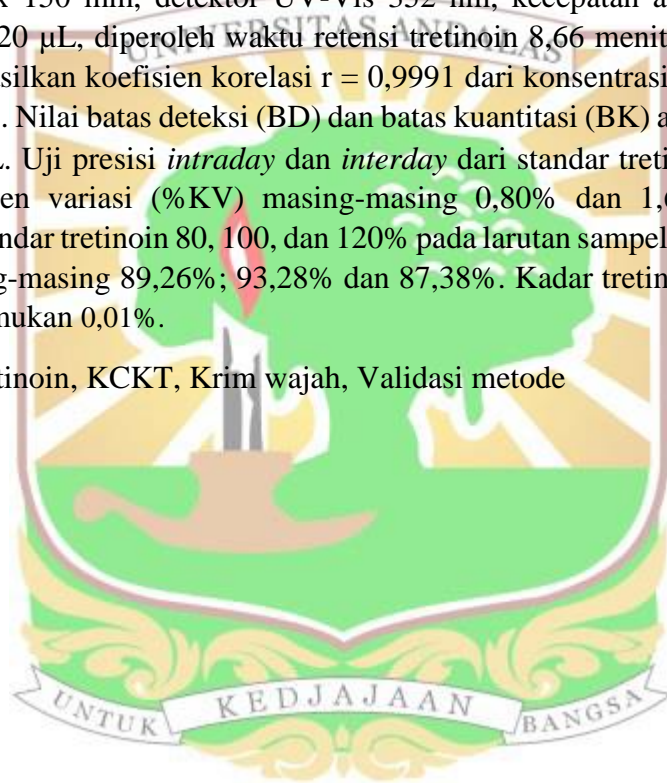 x 150 mm, detektor UV-Vis 352 nm, kecepatan a
20 µL, diperoleh waktu retensi tretinoin 8,66 menit
silkan koefisien korelasi r = 0,9991 dari konsentrasi
. Nilai batas deteksi (BD) dan batas kuantitasi (BK) a
L. Uji presisi intraday dan interday dari standar treti
en variasi (%KV) masing-masing 0,80% dan 1,
ndar tretinoin 80, 100, dan 120% pada larutan sampel
g-masing 89,26%; 93,28% dan 87,38%. Kadar tretin
mukan 0,01%.
tinoin, KCKT, Krim wajah, Validasi metode
UNIVERSITAS ANDALAS
UNTUK KEDJAJAAN BANGSA